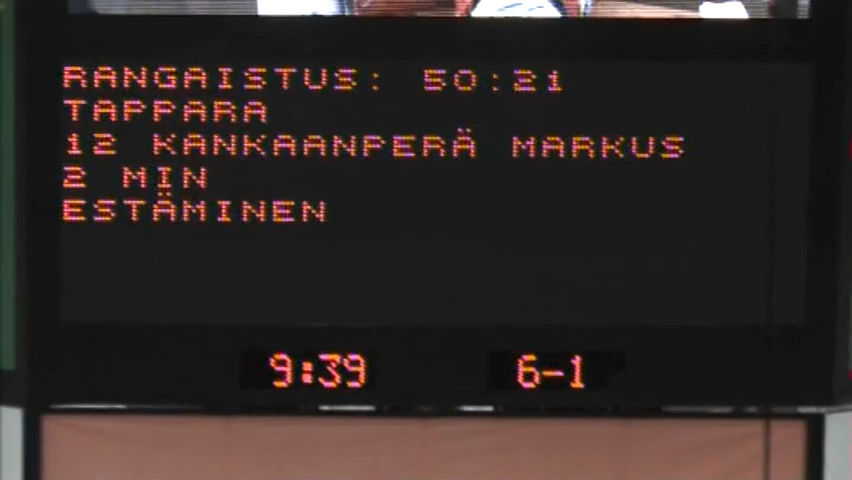 RANGAISTUS: 50:21
TAPPARA
12 KANKAANPERÄ MARKUS
2 MIN
ESTÄMINEN
9:39 6-1